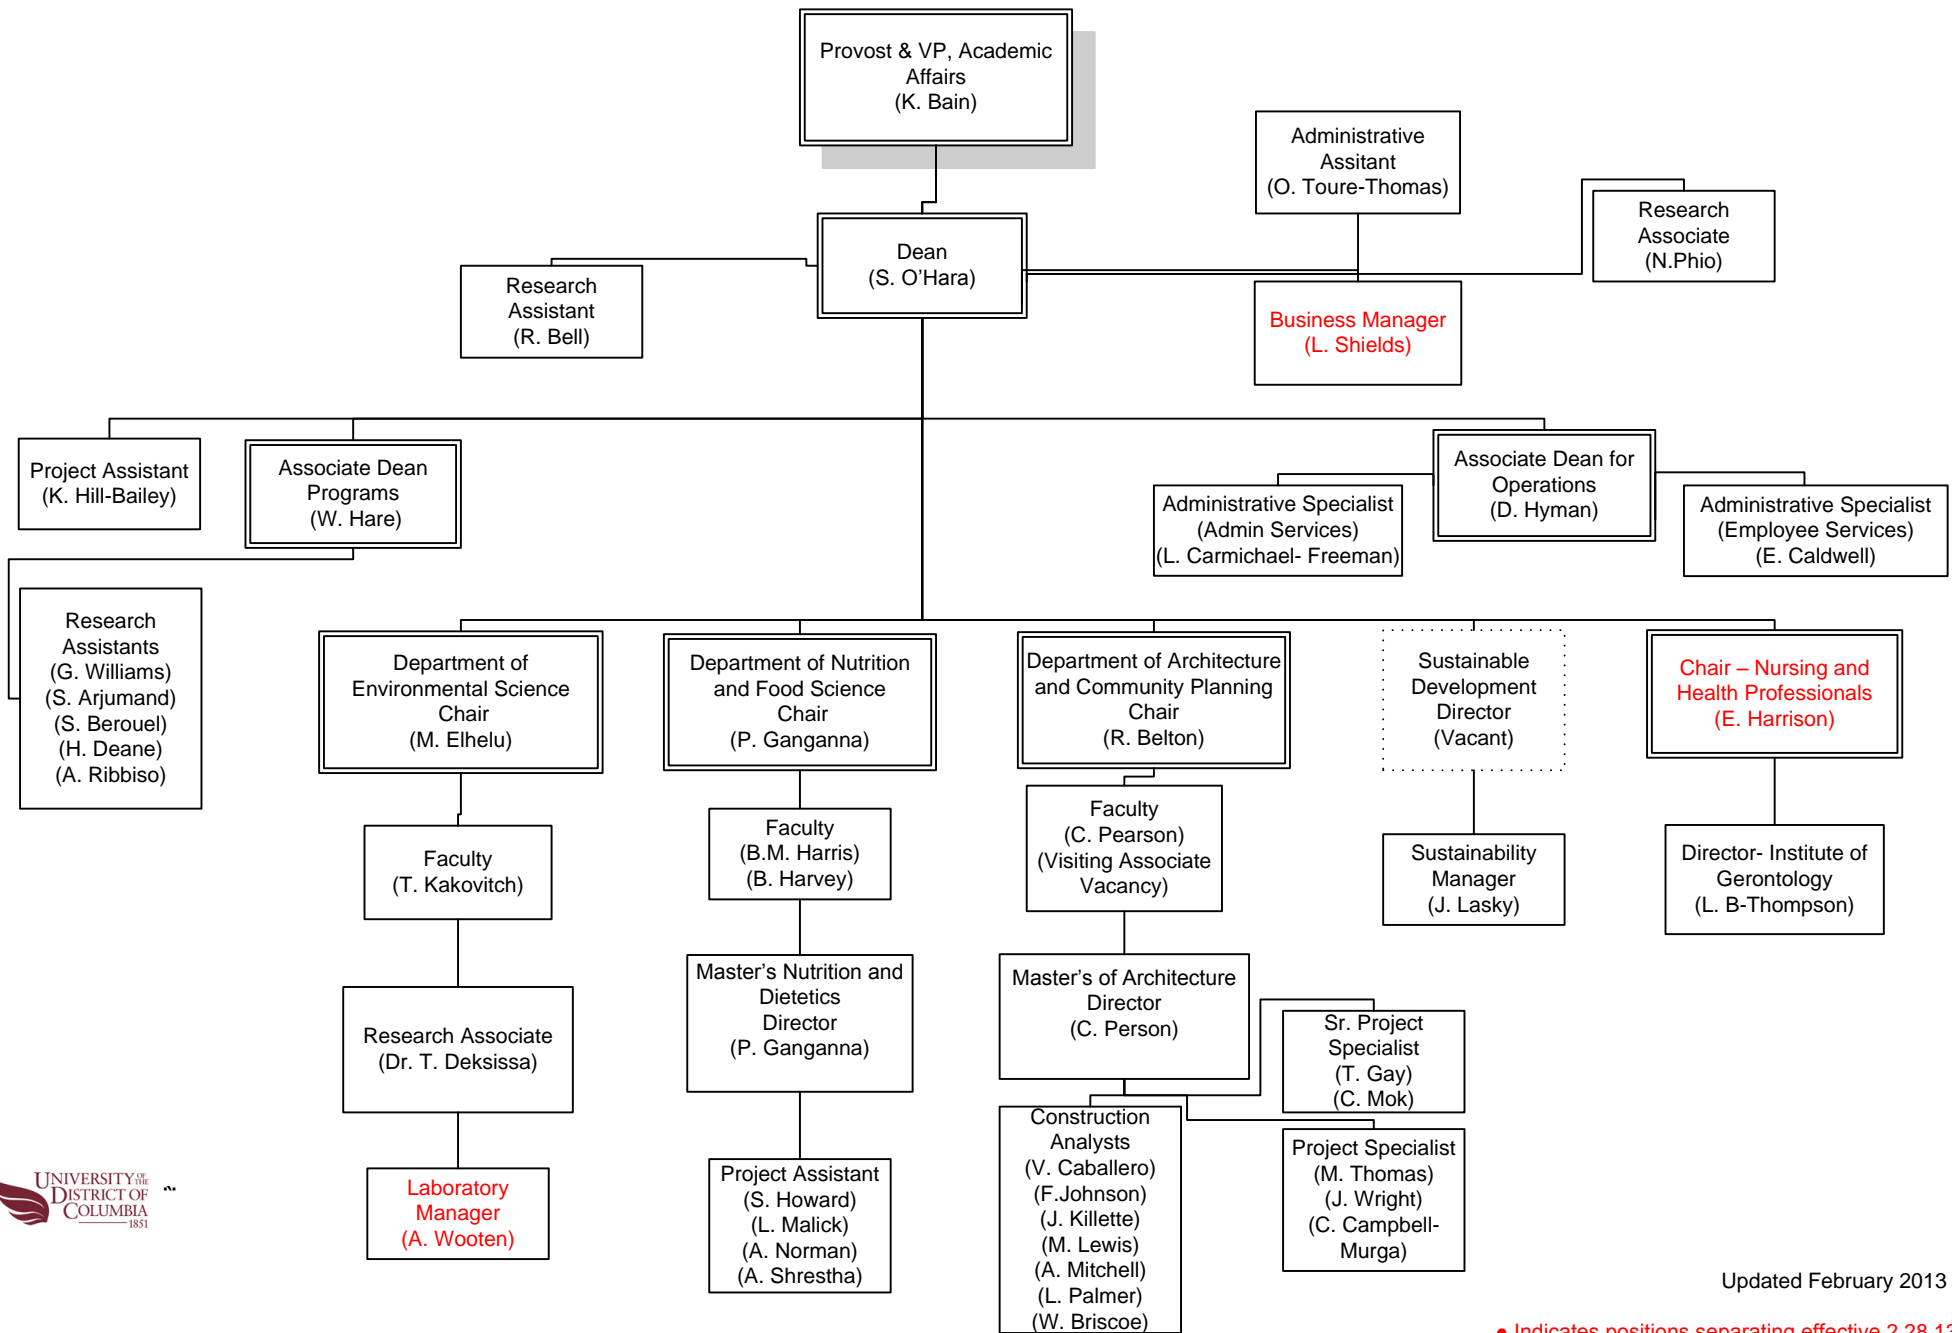 Provost & VP, Academic
Affairs
(K. Bain)
Administrative
Assitant
(O. Toure-Thomas)
Research
Associate
(N.Phio)
Dean
(S. O'Hara)
Research
Assistant
(R. Bell)
Business Manager
(L. Shields)
Project Assistant
(K. Hill-Bailey)
Associate Dean
Programs
(W. Hare)
Associate Dean for
Operations
(D. Hyman)
Administrative Specialist
(Admin Services)
(L. Carmichael- Freeman)
Administrative Specialist
(Employee Services)
(E. Caldwell)
Research
Assistants
(G. Williams)
(S. Arjumand)
(S. Berouel)
(H. Deane)
(A. Ribbiso)
Department of
Environmental Science
Chair
(M. Elhelu)
Department of Nutrition
and Food Science
Chair
(P. Ganganna)
Department of Architecture
and Community Planning
Chair
(R. Belton)
Sustainable
Development
Director
(Vacant)
Chair – Nursing and
Health Professionals
(E. Harrison)
Faculty
(T. Kakovitch)
Faculty
(B.M. Harris)
(B. Harvey)
Faculty
(C. Pearson)
(Visiting Associate
Vacancy)
Sustainability
Manager
(J. Lasky)
Director- Institute of
Gerontology
(L. B-Thompson)
Research Associate
(Dr. T. Deksissa)
Master's Nutrition and
Dietetics
Director
(P. Ganganna)
Master's of Architecture
Director
(C. Person)
Sr. Project
Specialist
(T. Gay)
(C. Mok)
Laboratory
Manager
(A. Wooten)
Project Assistant
(S. Howard)
(L. Malick)
(A. Norman)
(A. Shrestha)
Construction
Analysts
(V. Caballero)
(F.Johnson)
(J. Killette)
(M. Lewis)
(A. Mitchell)
(L. Palmer)
(W. Briscoe)
Project Specialist
(M. Thomas)
(J. Wright)
(C. Campbell-
Murga)
UNIVERSITY OF THE
DISTRICT OF
COLUMBIA
1851
Updated February 2013
• Indicates positions separating effective 2.28.13